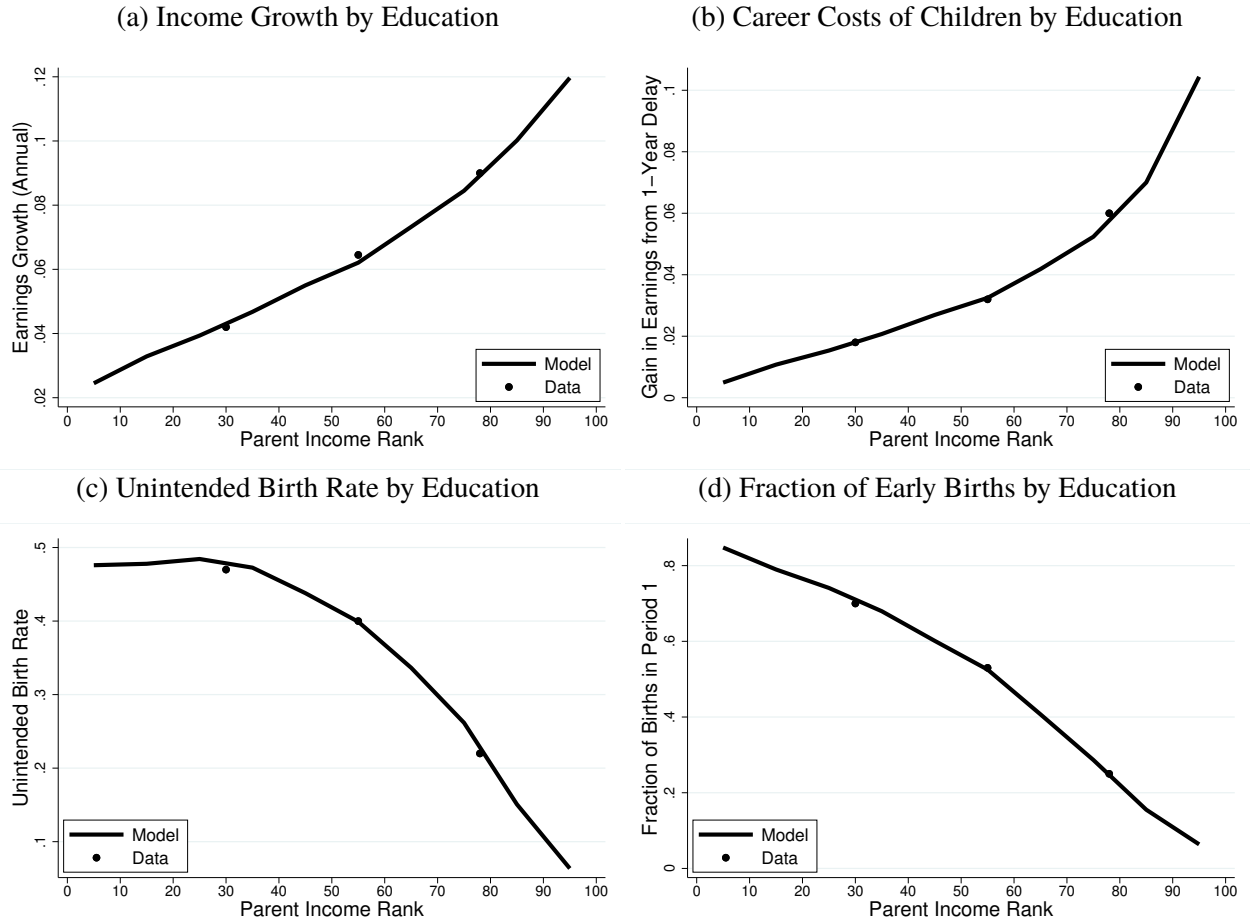 (a) Income Growth by Education
Earnings Growth (Annual)
.12
.1
.08
.06
.04
.02
0 10 20 30 40 50 60 70 80 90 100
Parent Income Rank
Model
Data
(b) Career Costs of Children by Education
Gain in Earnings from 1−Year Delay
.1
.08
.06
.04
.02
0
0 10 20 30 40 50 60 70 80 90 100
Parent Income Rank
Model
Data
(c) Unintended Birth Rate by Education
Unintended Birth Rate
.5
.4
.3
.2
.1
0 10 20 30 40 50 60 70 80 90 100
Parent Income Rank
Model
Data
(d) Fraction of Early Births by Education
Fraction of Births in Period 1
.8
.6
.4
.2
0
0 10 20 30 40 50 60 70 80 90 100
Parent Income Rank
Model
Data